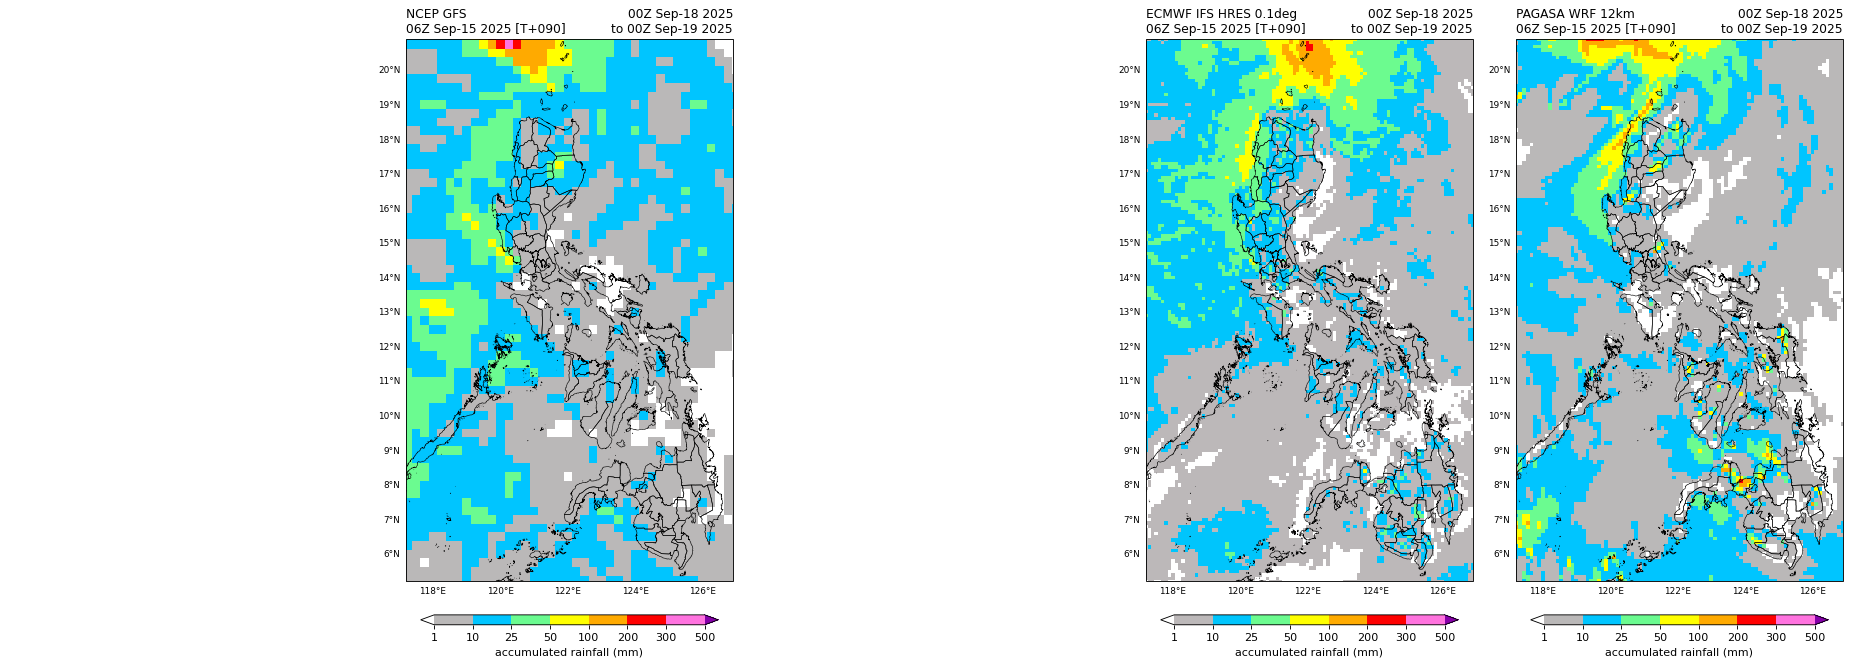 NCEP GFS 00Z Sep-18 2025
06Z Sep-15 2025 [T+090] to 00Z Sep-19 2025
20°N
19°N
18°N
17°N
16°N
15°N
14°N
13°N
12°N
11°N
10°N
9°N
8°N
7°N
6°N
118°E 120°E 122°E 124°E 126°E
1 10 25 50 100 200 300 500
accumulated rainfall (mm)
ECMWF IFS HRES 0.1deg 00Z Sep-18 2025
06Z Sep-15 2025 [T+090] to 00Z Sep-19 2025
20°N
19°N
18°N
17°N
16°N
15°N
14°N
13°N
12°N
11°N
10°N
9°N
8°N
7°N
6°N
118°E 120°E 122°E 124°E 126°E
1 10 25 50 100 200 300 500
accumulated rainfall (mm)
PAGASA WRF 12km 00Z Sep-18 2025
06Z Sep-15 2025 [T+090] to 00Z Sep-19 2025
20°N
19°N
18°N
17°N
16°N
15°N
14°N
13°N
12°N
11°N
10°N
9°N
8°N
7°N
6°N
118°E 120°E 122°E 124°E 126°E
1 10 25 50 100 200 300 500
accumulated rainfall (mm)